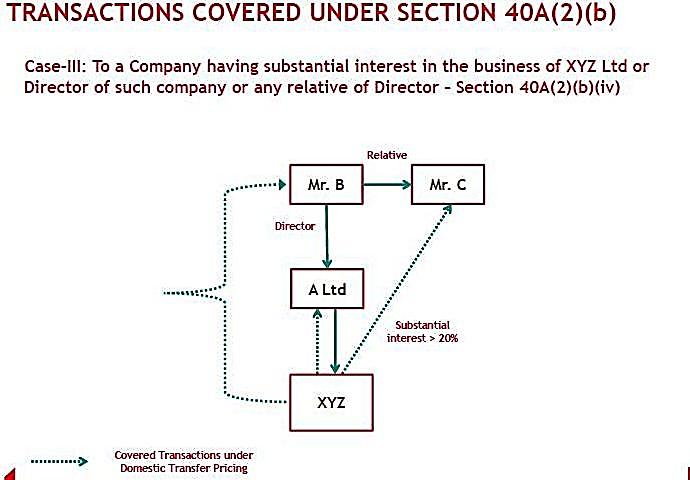 TRANSACTIONS COVERED UNDER SECTION 40A(2)(b)
Case-III: To a Company having substantial interest in the business of XYZ Ltd or
Director of such company or any relative of Director - Section 40A(2)(b)(iv)
Relative
Mr. B
Mr. C
Director
A Ltd
Substantial
interest > 20%
XYZ
Covered Transactions under
Domestic Transfer Pricing